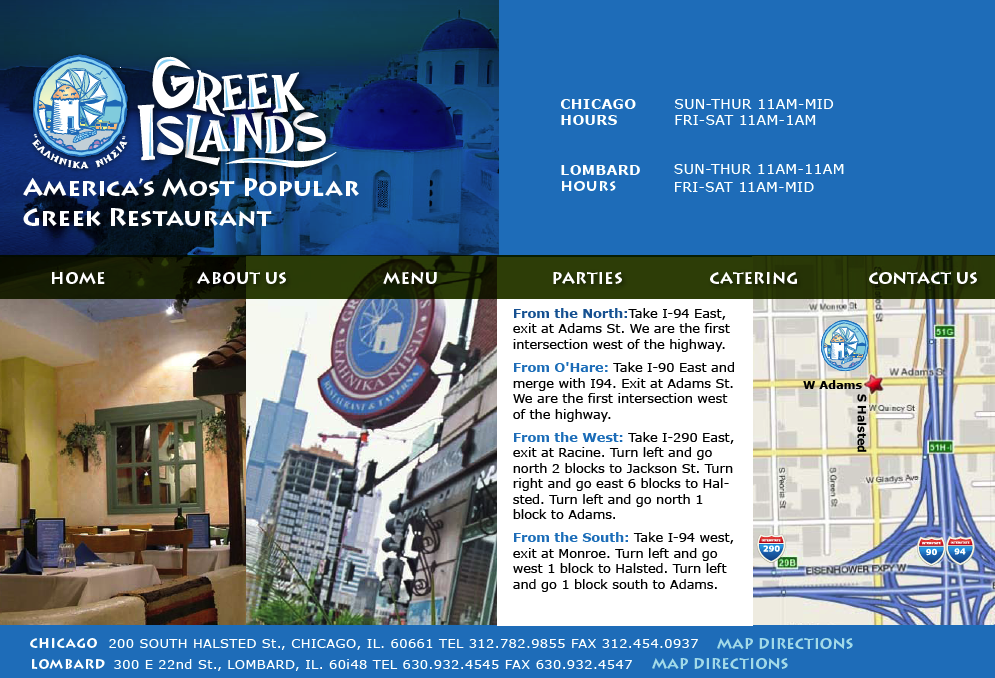 GREEK
ISLANDS
"ΕΛΛΗΝΙΚΑ ΝΗΣΙΑ"
AMERICA'S MOST POPULAR
GREEK RESTAURANT
CHICAGO HOURS SUN-THUR 11AM-MID
FRI-SAT 11AM-1AM
LOMBARD HOURS SUN-THUR 11AM-11AM
FRI-SAT 11AM-MID
HOME ABOUT US MENU PARTIES CATERING CONTACT US
ΕΛΛΗΝΙΚΑ ΝΗΣΙΑ
RESTAURANT & TAVERNA
From the North:Take I-94 East,
exit at Adams St. We are the first
intersection west of the highway.
From O'Hare: Take I-90 East and
merge with I94. Exit at Adams St.
We are the first intersection west
of the highway.
From the West: Take I-290 East,
exit at Racine. Turn left and go
north 2 blocks to Jackson St. Turn
right and go east 6 blocks to Hal-
sted. Turn left and go north 1
block to Adams.
From the South: Take I-94 west,
exit at Monroe. Turn left and go
west 1 block to Halsted. Turn left
and go 1 block south to Adams.
W Monroe St
51G
W Adams St
W Adams
S Halsted
W Quincy St
51H-I
W Gladys Ave
S Peoria St
S Green St
290
29B
90
94
EISENHOWER EXPY W
CHICAGO 200 SOUTH HALSTED St., CHICAGO, IL. 60661 TEL 312.782.9855 FAX 312.454.0937 MAP DIRECTIONS
LOMBARD 300 E 22nd St., LOMBARD, IL. 60i48 TEL 630.932.4545 FAX 630.932.4547 MAP DIRECTIONS